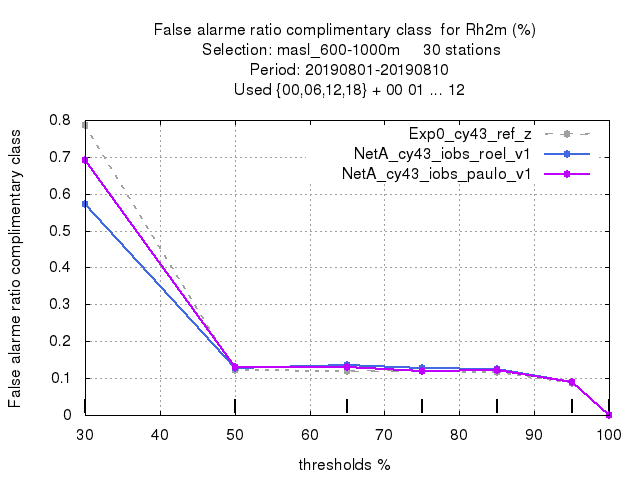 False alarme ratio complimentary class  for Rh2m (%)
Selection: masl_600-1000m     30 stations
Period: 20190801-20190810
Used {00,06,12,18} + 00 01 ... 12
False alarme ratio complimentary class
0.8
0.7
0.6
0.5
0.4
0.3
0.2
0.1
0
Exp0_cy43_ref_z
NetA_cy43_iobs_roel_v1
NetA_cy43_iobs_paulo_v1
30 40 50 60 70 80 90 100
thresholds %